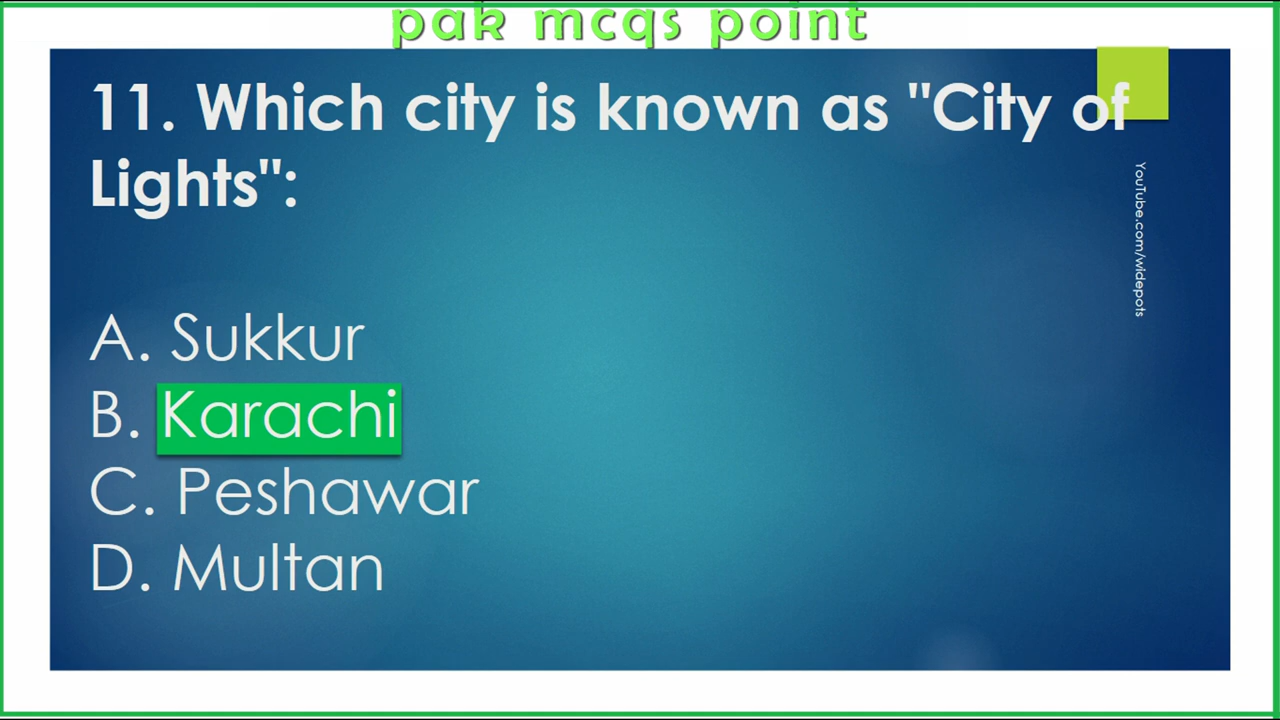 pak mcqs point
11. Which city is known as "City of
Lights":
YouTube.com/widepots
A. Sukkur
B. Karachi
C. Peshawar
D. Multan